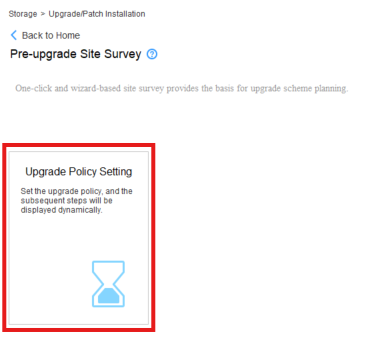 Storage > Upgrade/Patch Installation
Back to Home
Pre-upgrade Site Survey
One-click and wizard-based site survey provides the basis for upgrade scheme planning.
Upgrade Policy Setting
Set the upgrade policy, and the
subsequent steps will be
displayed dynamically.